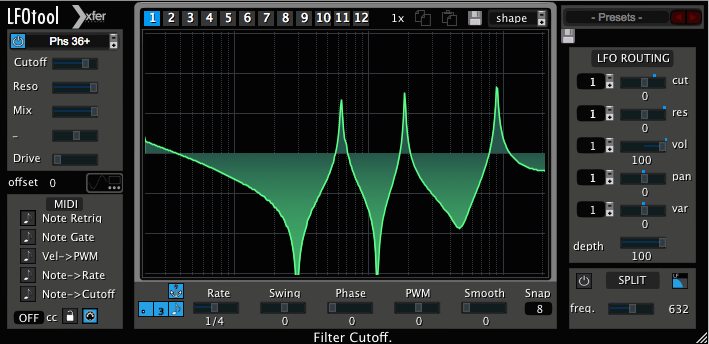 LFOtool xfer
1 2 3 4 5 6 7 8 9 10 11 12 1x shape
- Presets -
Phs 36+
Cutoff
Reso
Mix
–
Drive
offset 0
MIDI
Note Retrig
Note Gate
Vel->PWM
Note->Rate
Note->Cutoff
OFF cc
3
Rate Swing Phase PWM Smooth Snap
1/4 0 0 0 0 8
Filter Cutoff.
LFO ROUTING
1 cut
0
1 res
0
1 vol
100
1 pan
0
1 var
0
depth
100
SPLIT LP
freq. 632